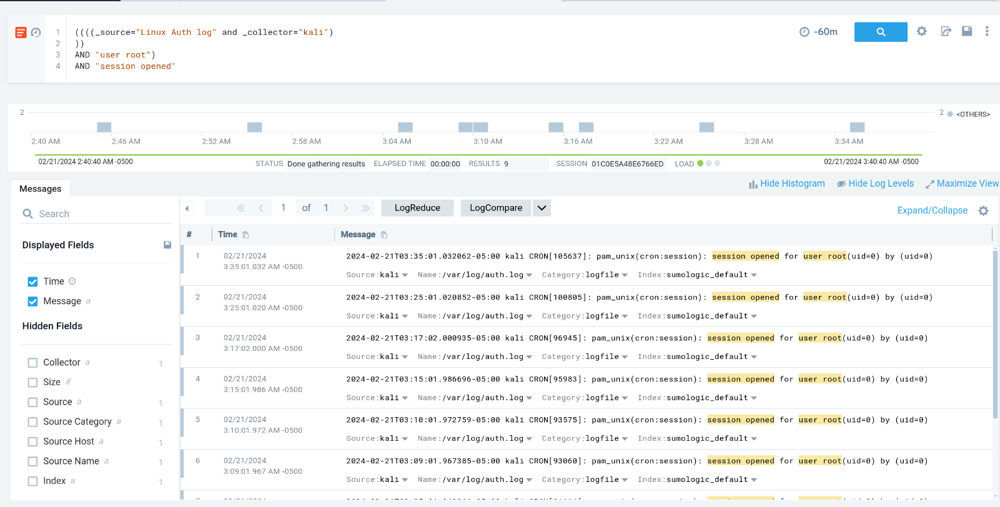 1 ((((_source="Linux Auth log" and _collector="kali")
2 ))
3 AND "user root")
4 AND "session opened"
-60m
2
2 <OTHERS>
2:40 AM 2:46 AM 2:52 AM 2:58 AM 3:04 AM 3:10 AM 3:16 AM 3:22 AM 3:28 AM 3:34 AM
02/21/2024 2:40:40 AM -0500
STATUS Done gathering results ELAPSED TIME 00:00:00 RESULTS 9 SESSION 01C0E5A48E6766ED LOAD
02/21/2024 3:40:40 AM -0500
Hide Histogram Hide Log Levels Maximize View
Messages
Search
Displayed Fields
Time
Message a
Hidden Fields
Collector a 1
Size #
Source a 1
Source Category a 1
Source Host a 1
Source Name a 1
Index a 1
1 of 1 LogReduce LogCompare
Expand/Collapse
# Time Message
1 02/21/2024 3:35:01.032 AM -0500
2024-02-21T03:35:01.032062-05:00 kali CRON[105637]: pam_unix(cron:session): session opened for user root(uid=0) by (uid=0)
Source:kali Name:/var/log/auth.log Category:logfile Index:sumologic_default
2 02/21/2024 3:25:01.020 AM -0500
2024-02-21T03:25:01.020852-05:00 kali CRON[100805]: pam_unix(cron:session): session opened for user root(uid=0) by (uid=0)
Source:kali Name:/var/log/auth.log Category:logfile Index:sumologic_default
3 02/21/2024 3:17:02.000 AM -0500
2024-02-21T03:17:02.000935-05:00 kali CRON[96945]: pam_unix(cron:session): session opened for user root(uid=0) by (uid=0)
Source:kali Name:/var/log/auth.log Category:logfile Index:sumologic_default
4 02/21/2024 3:15:01.986 AM -0500
2024-02-21T03:15:01.986696-05:00 kali CRON[95983]: pam_unix(cron:session): session opened for user root(uid=0) by (uid=0)
Source:kali Name:/var/log/auth.log Category:logfile Index:sumologic_default
5 02/21/2024 3:10:01.972 AM -0500
2024-02-21T03:10:01.972759-05:00 kali CRON[93575]: pam_unix(cron:session): session opened for user root(uid=0) by (uid=0)
Source:kali Name:/var/log/auth.log Category:logfile Index:sumologic_default
6 02/21/2024 3:09:01.967 AM -0500
2024-02-21T03:09:01.967385-05:00 kali CRON[93060]: pam_unix(cron:session): session opened for user root(uid=0) by (uid=0)
Source:kali Name:/var/log/auth.log Category:logfile Index:sumologic_default